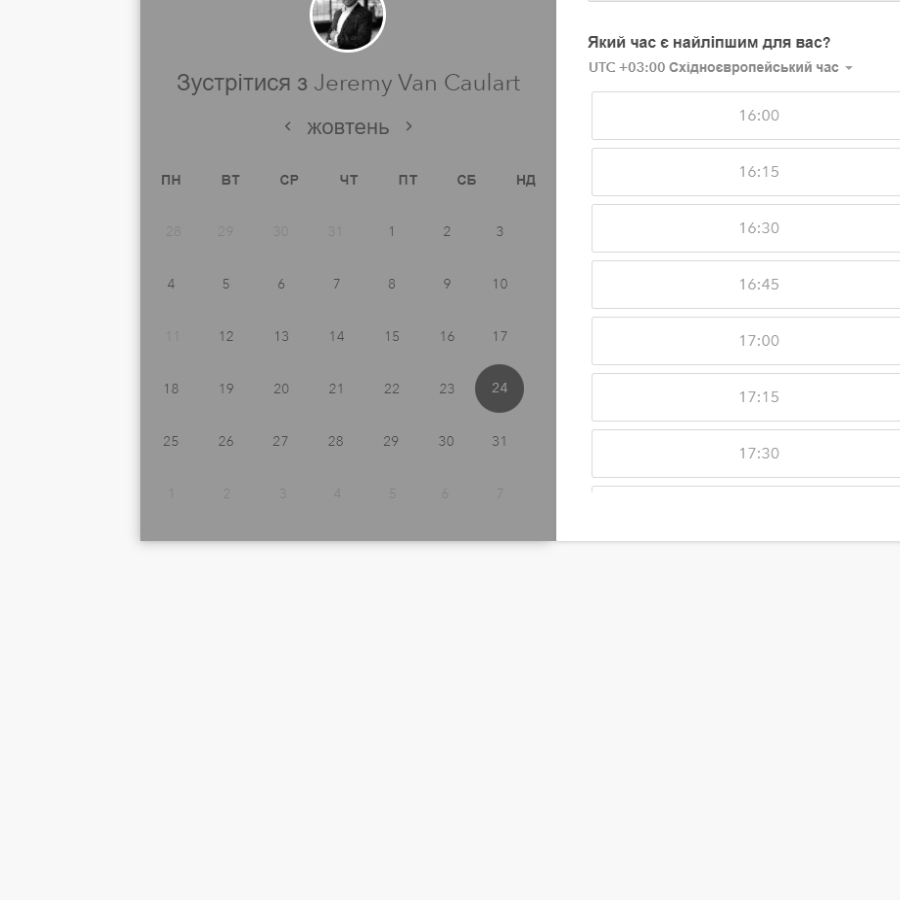 Зустрітися з Jeremy Van Caulart
жовтень
ПН ВТ СР ЧТ ПТ СБ НД
28 29 30 31 1 2 3
4 5 6 7 8 9 10
11 12 13 14 15 16 17
18 19 20 21 22 23 24
25 26 27 28 29 30 31
1 2 3 4 5 6 7
Який час є найліпшим для вас?
UTC +03:00 Східноєвропейський час
16:00
16:15
16:30
16:45
17:00
17:15
17:30